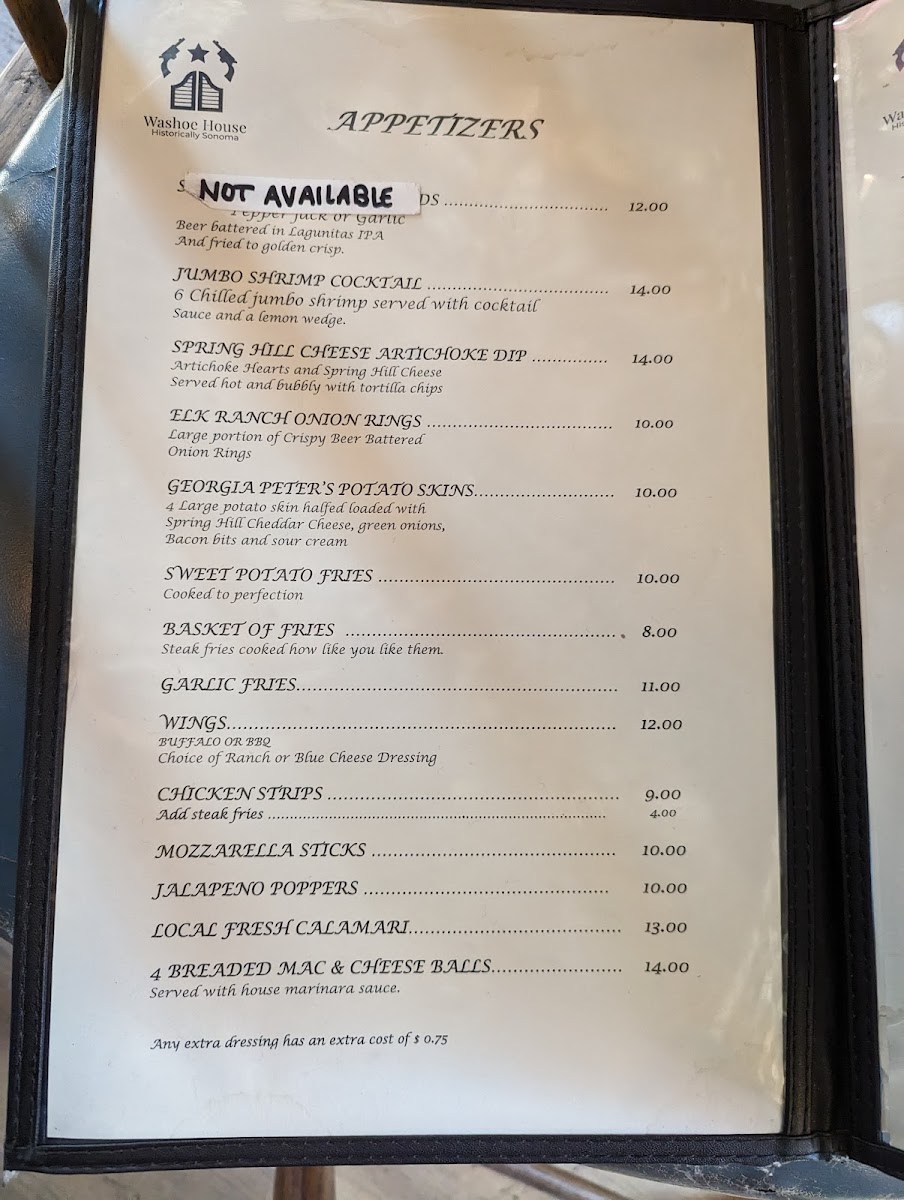 Washoe House
Historically Sonoma
APPETIZERS
NOT AVAILABLE
DS ............................... 12.00
Pepper Jack or Garlic
Beer battered in Lagunitas IPA
And fried to golden crisp.
JUMBO SHRIMP COCKTAIL ................................. 14.00
6 Chilled jumbo shrimp served with cocktail
Sauce and a lemon wedge.
SPRING HILL CHEESE ARTICHOKE DIP .............. 14.00
Artichoke Hearts and Spring Hill Cheese
Served hot and bubbly with tortilla chips
ELK RANCH ONION RINGS .................................. 10.00
Large portion of Crispy Beer Battered
Onion Rings
GEORGIA PETER'S POTATO SKINS.......................... 10.00
4 Large potato skin halfed loaded with
Spring Hill Cheddar Cheese, green onions,
Bacon bits and sour cream
SWEET POTATO FRIES ........................................... 10.00
Cooked to perfection
BASKET OF FRIES ................................................. 8.00
Steak fries cooked how like you like them.
GARLIC FRIES.......................................................... 11.00
WINGS....................................................................... 12.00
BUFFALO OR BBQ
Choice of Ranch or Blue Cheese Dressing
CHICKEN STRIPS ..................................................... 9.00
Add steak fries ........................................................ 4.00
MOZZARELLA STICKS ............................................ 10.00
JALAPENO POPPERS ............................................. 10.00
LOCAL FRESH CALAMARI....................................... 13.00
4 BREADED MAC & CHEESE BALLS........................ 14.00
Served with house marinara sauce.
Any extra dressing has an extra cost of $ 0.75